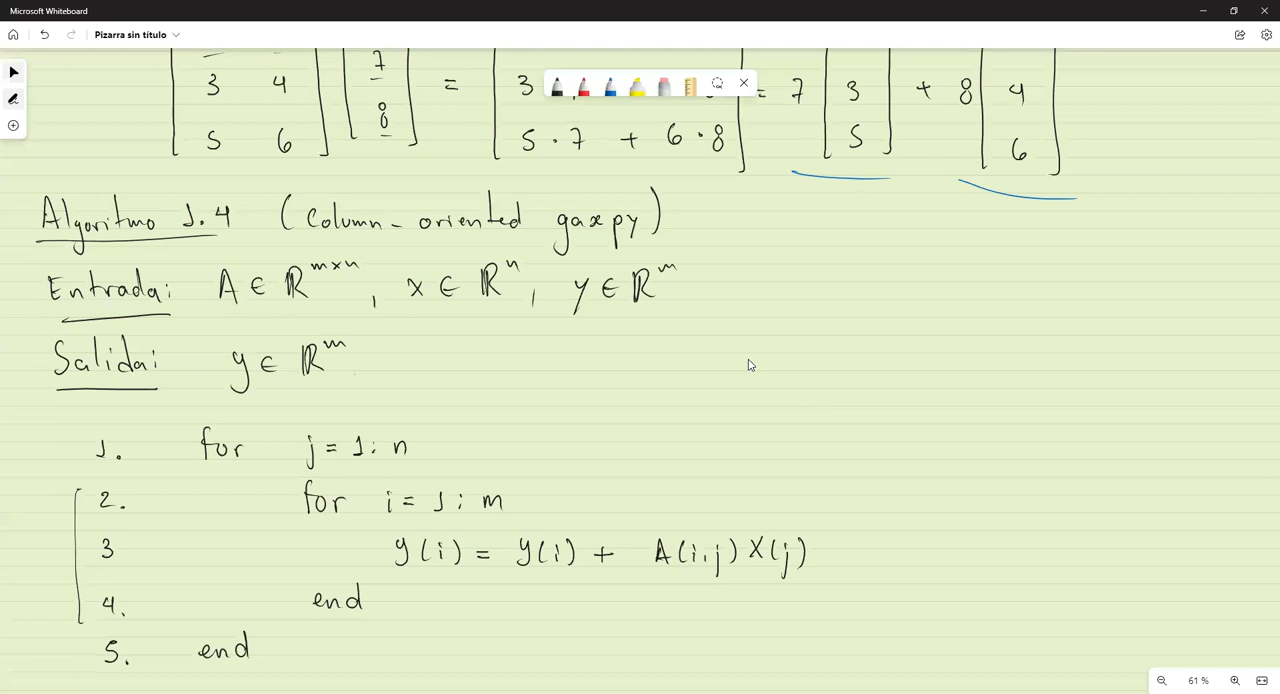 Microsoft Whiteboard
Pizarra sin título
7
3 4 = 3 = 7 3 + 8 4
8
5 6 5 · 7 + 6 · 8 5 6
Algoritmo 1.4 (Column-oriented gaxpy)
Entrada: A ∈ ℝ^{m×n}, x ∈ ℝ^n, y ∈ ℝ^m
Salida: y ∈ ℝ^m
1. for j = 1:n
2. for i = 1:m
3 y(i) = y(i) + A(i,j) X(j)
4. end
5. end
61 %